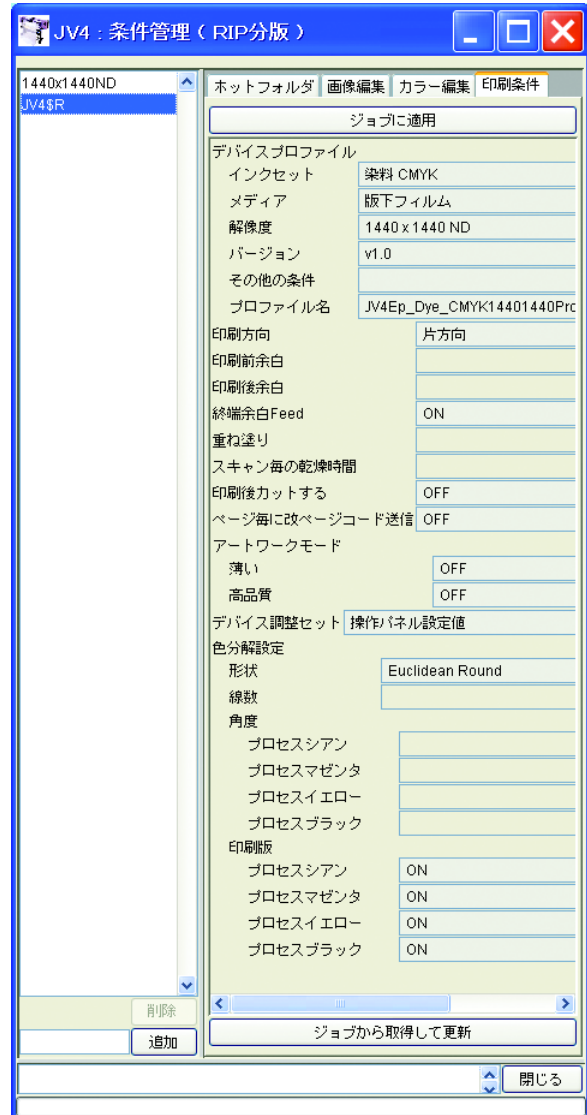 JV4 : 条件管理 ( RIP分版 )
1440x1440ND
JV4$R
ホットフォルダ 画像編集 カラー編集 印刷条件
ジョブに適用
デバイスプロファイル
インクセット 染料 CMYK
メディア 版下フィルム
解像度 1440 x 1440 ND
バージョン v1.0
その他の条件
プロファイル名 JV4Ep_Dye_CMYK14401440Pro
印刷方向 片方向
印刷前余白
印刷後余白
終端余白Feed ON
重ね塗り
スキャン毎の乾燥時間
印刷後カットする OFF
ページ毎に改ページコード送信 OFF
アートワークモード
薄い OFF
高品質 OFF
デバイス調整セット 操作パネル設定値
色分解設定
形状 Euclidean Round
線数
角度
プロセスシアン
プロセスマゼンタ
プロセスイエロー
プロセスブラック
印刷版
プロセスシアン ON
プロセスマゼンタ ON
プロセスイエロー ON
プロセスブラック ON
削除
追加
ジョブから取得して更新
閉じる